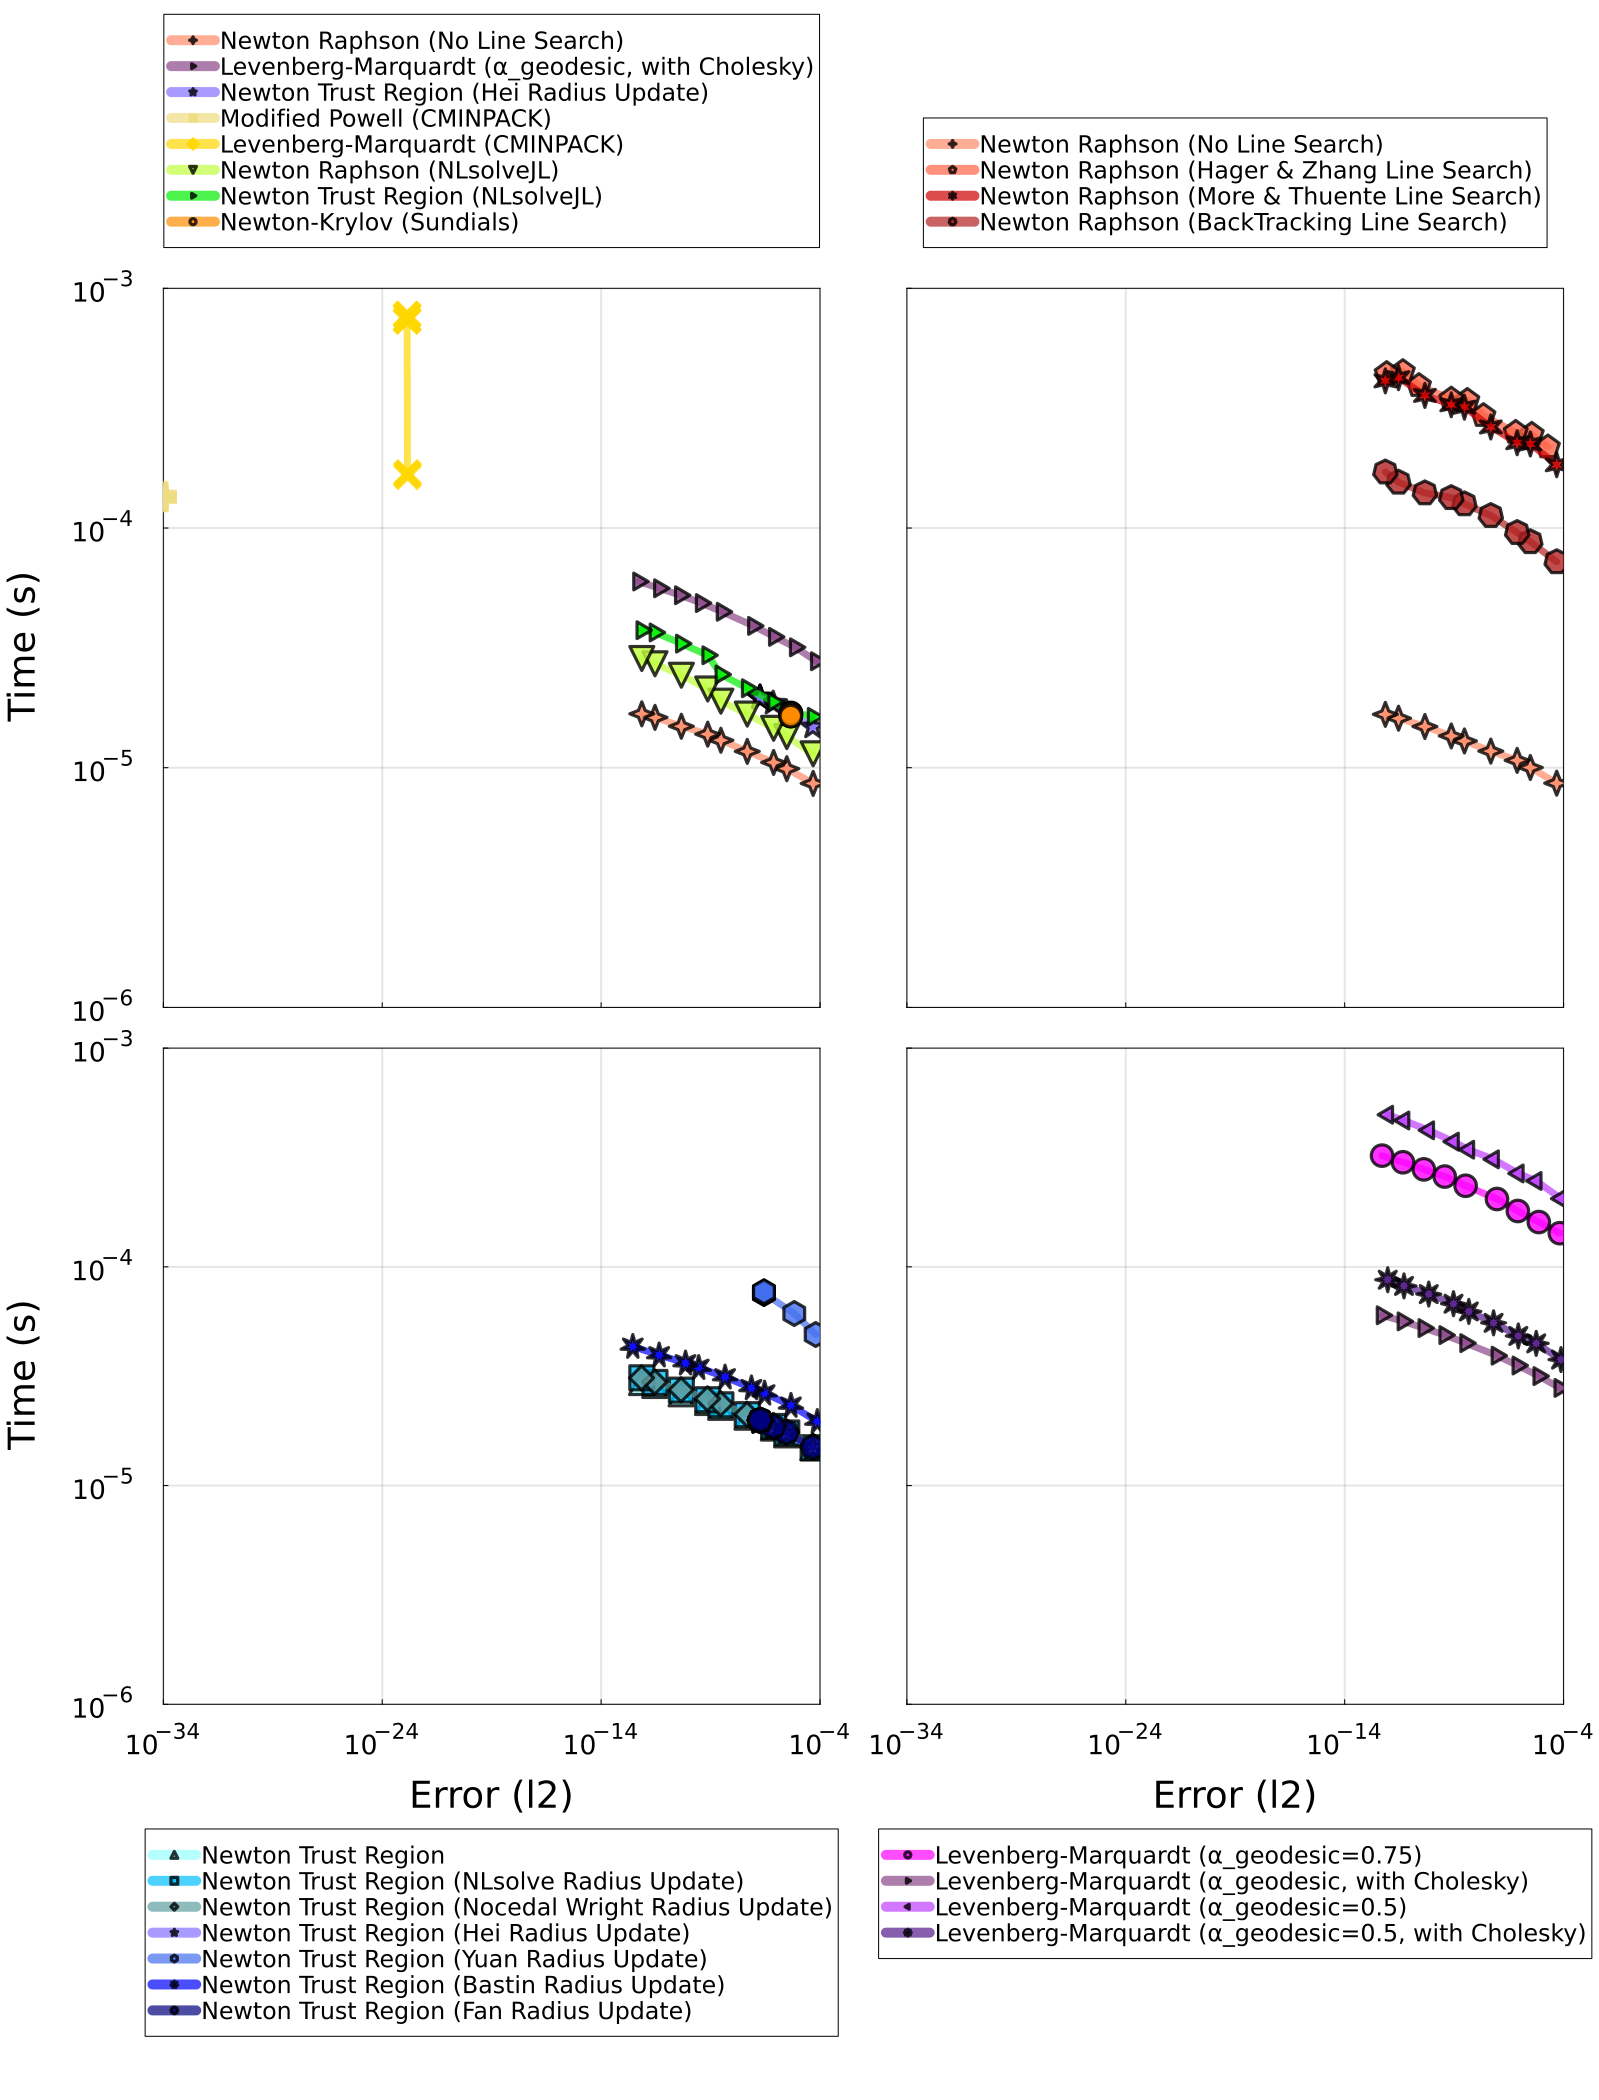 Newton Raphson (No Line Search)
Levenberg-Marquardt (α_geodesic, with Cholesky)
Newton Trust Region (Hei Radius Update)
Modified Powell (CMINPACK)
Levenberg-Marquardt (CMINPACK)
Newton Raphson (NLsolveJL)
Newton Trust Region (NLsolveJL)
Newton-Krylov (Sundials)
Newton Raphson (No Line Search)
Newton Raphson (Hager & Zhang Line Search)
Newton Raphson (More & Thuente Line Search)
Newton Raphson (BackTracking Line Search)
10⁻³
10⁻⁴
10⁻⁵
10⁻⁶
Time (s)
10⁻³
10⁻⁴
10⁻⁵
10⁻⁶
Time (s)
10⁻³⁴ 10⁻²⁴ 10⁻¹⁴ 10⁻⁴
Error (l2)
10⁻³⁴ 10⁻²⁴ 10⁻¹⁴ 10⁻⁴
Error (l2)
Newton Trust Region
Newton Trust Region (NLsolve Radius Update)
Newton Trust Region (Nocedal Wright Radius Update)
Newton Trust Region (Hei Radius Update)
Newton Trust Region (Yuan Radius Update)
Newton Trust Region (Bastin Radius Update)
Newton Trust Region (Fan Radius Update)
Levenberg-Marquardt (α_geodesic=0.75)
Levenberg-Marquardt (α_geodesic, with Cholesky)
Levenberg-Marquardt (α_geodesic=0.5)
Levenberg-Marquardt (α_geodesic=0.5, with Cholesky)